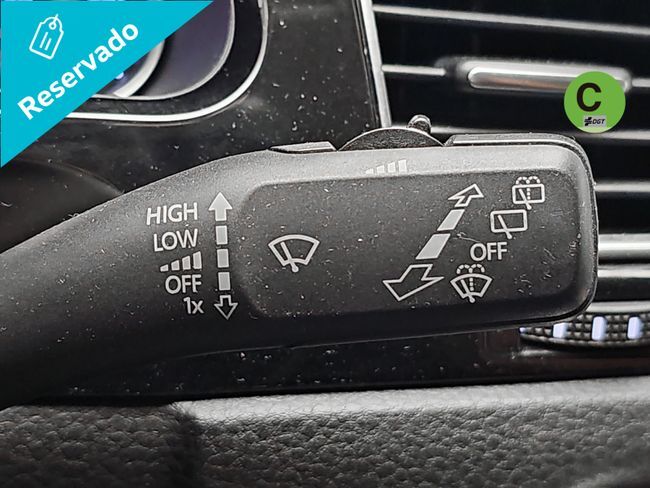 Reservado
C
DGT
HIGH
LOW
OFF
1x
OFF